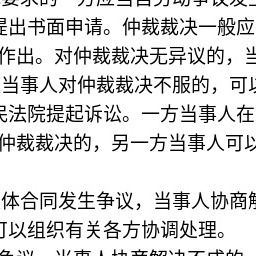 要求的一方应当自劳动争议发生
提出书面申请。仲裁裁决一般应
作出。对仲裁裁决无异议的，当
当事人对仲裁裁决不服的，可以
民法院提起诉讼。一方当事人在
仲裁裁决的，另一方当事人可以
体合同发生争议，当事人协商解
可以组织有关各方协调处理。
争议，当事人协商解决不成的，